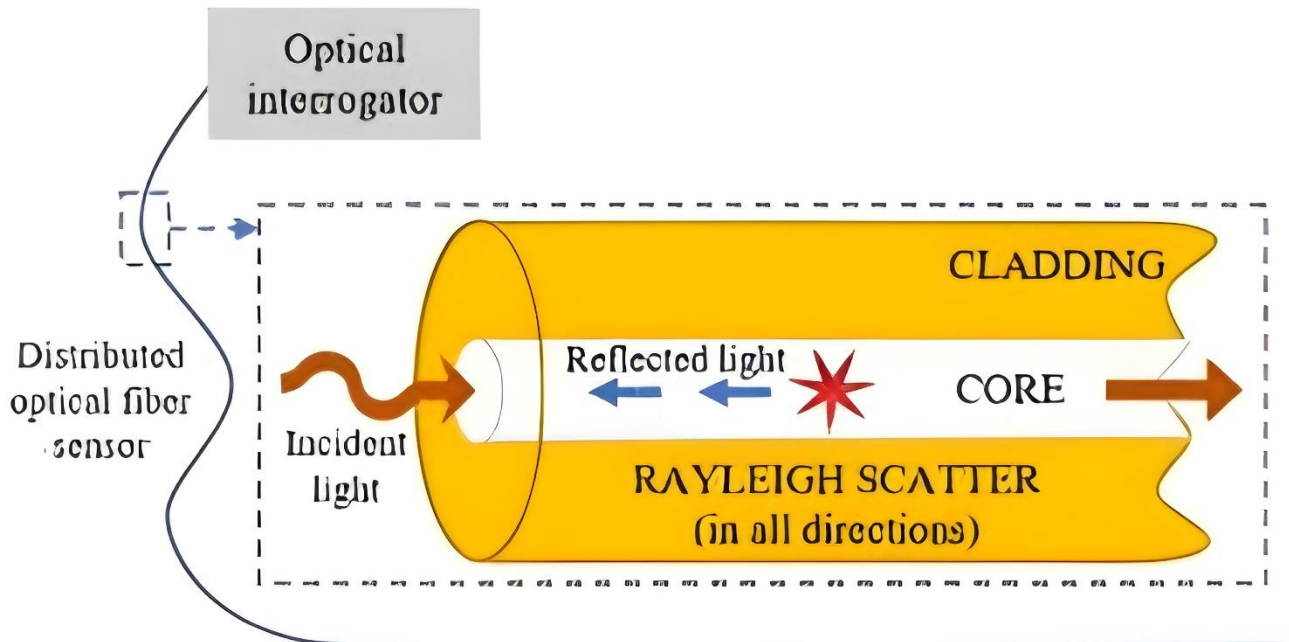 Optical
interrogator
CLADDING
Distributed
optical fiber
sensor
Reflected light
CORE
Incident
light
RAYLEIGH SCATTER
(in all directions)